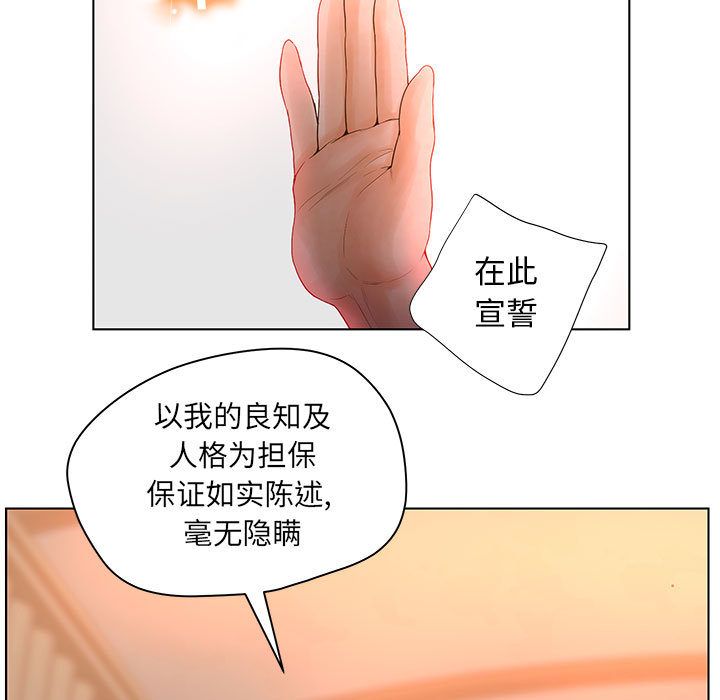 在此
宣誓
以我的良知及
人格为担保
保证如实陈述,
毫无隐瞒